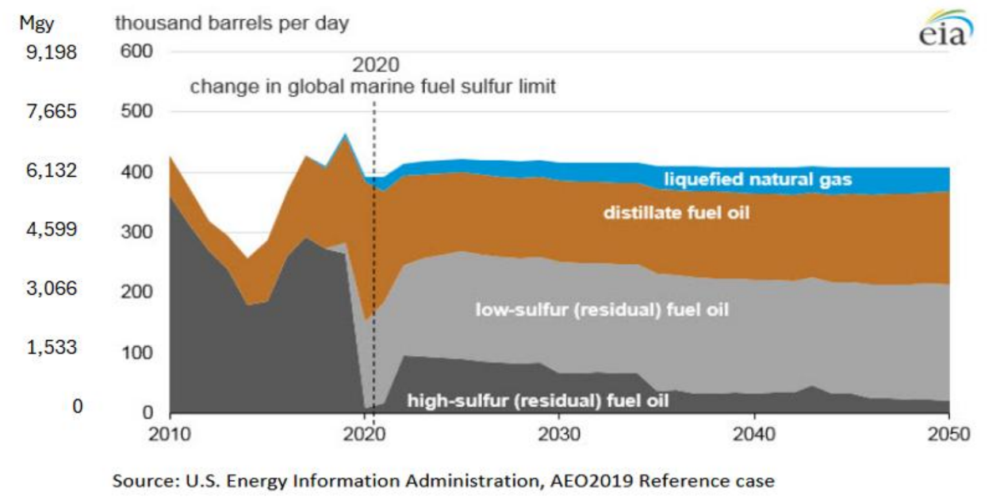 Mgy
thousand barrels per day
eia
9,198
600
2020
change in global marine fuel sulfur limit
7,665
500
6,132
400
liquefied natural gas
distillate fuel oil
4,599
300
3,066
200
low-sulfur (residual) fuel oil
1,533
100
high-sulfur (residual) fuel oil
0
0
2010
2020
2030
2040
2050
Source: U.S. Energy Information Administration, AEO2019 Reference case